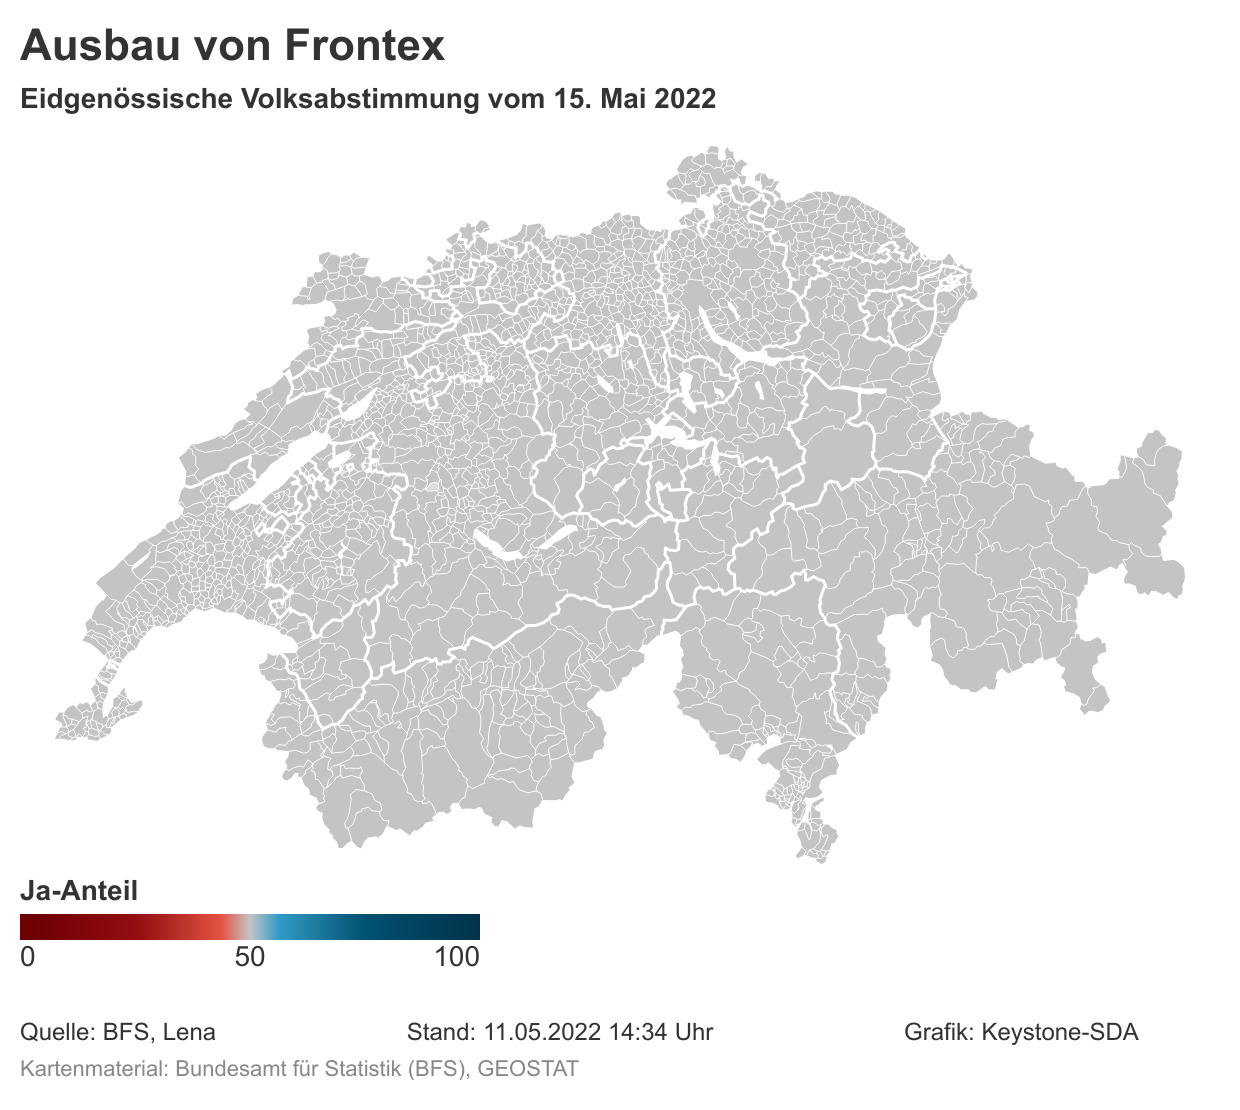 Ausbau von Frontex
Eidgenössische Volksabstimmung vom 15. Mai 2022
Ja-Anteil
0 50 100
Quelle: BFS, Lena Stand: 11.05.2022 14:34 Uhr Grafik: Keystone-SDA
Kartenmaterial: Bundesamt für Statistik (BFS), GEOSTAT